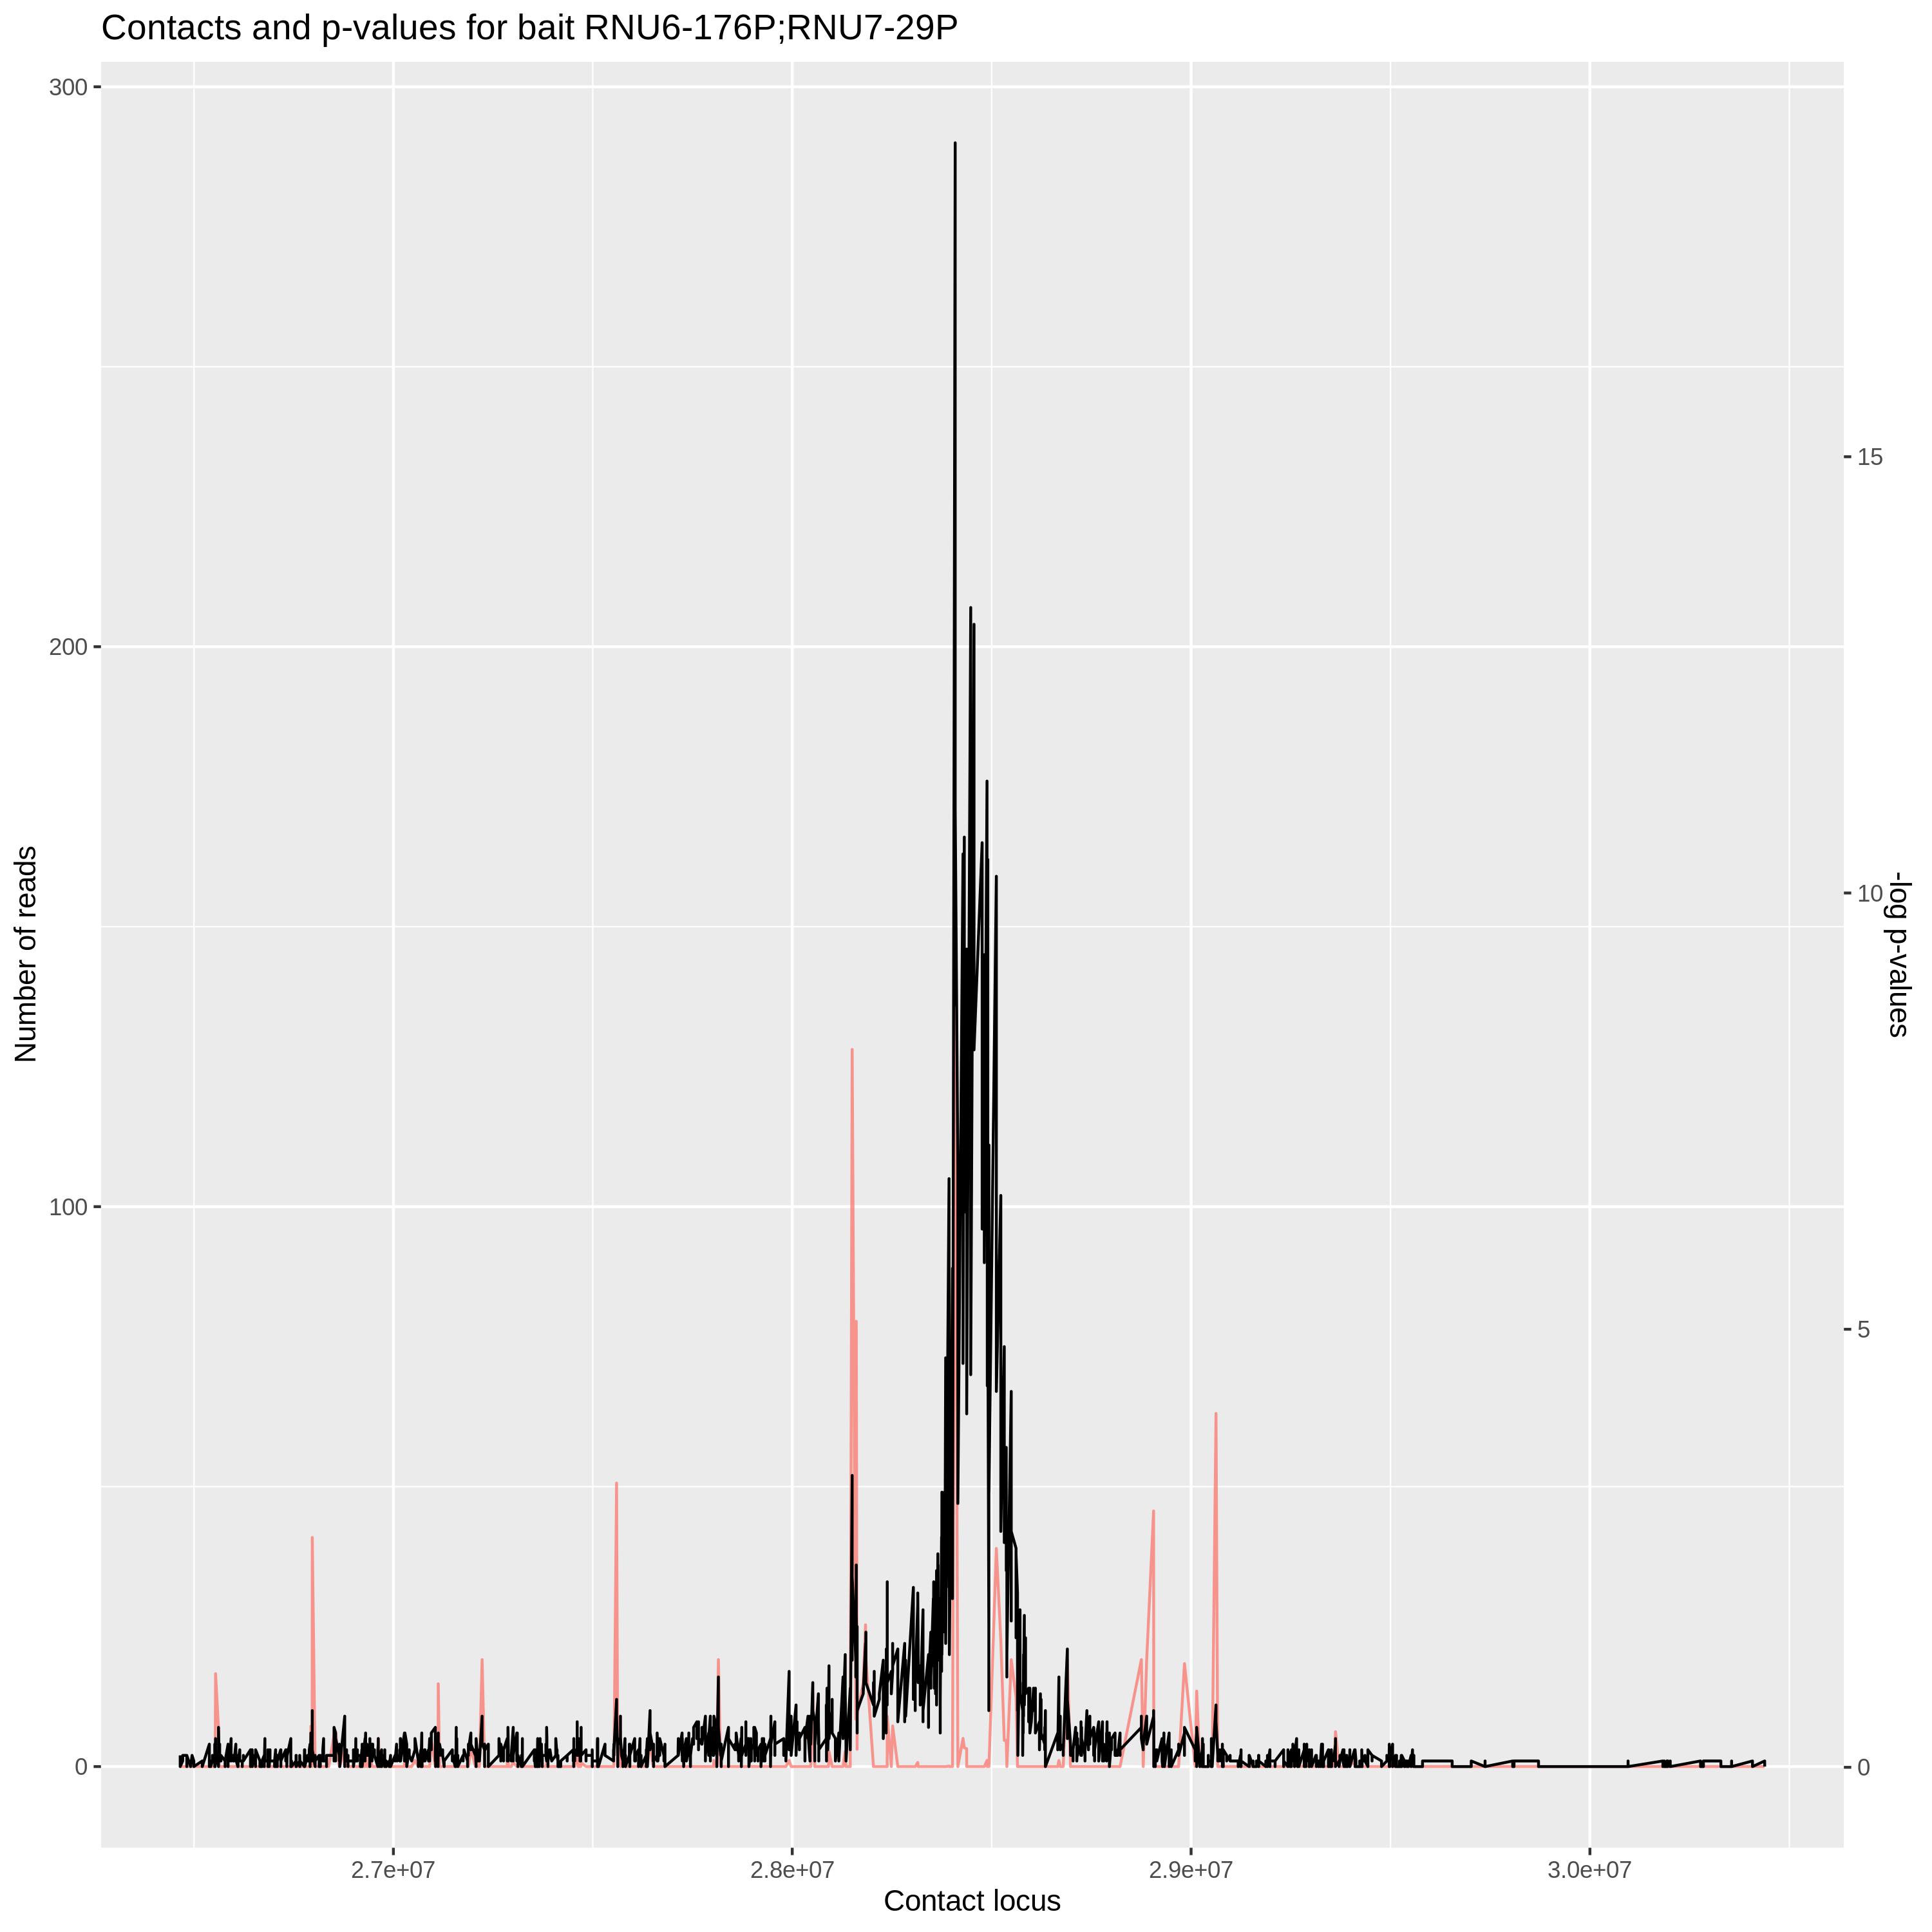 Contacts and p-values for bait RNU6-176P;RNU7-29P
300
200
100
0
Number of reads
15
10
5
0
-log p-values
2.7e+07
2.8e+07
2.9e+07
3.0e+07
Contact locus